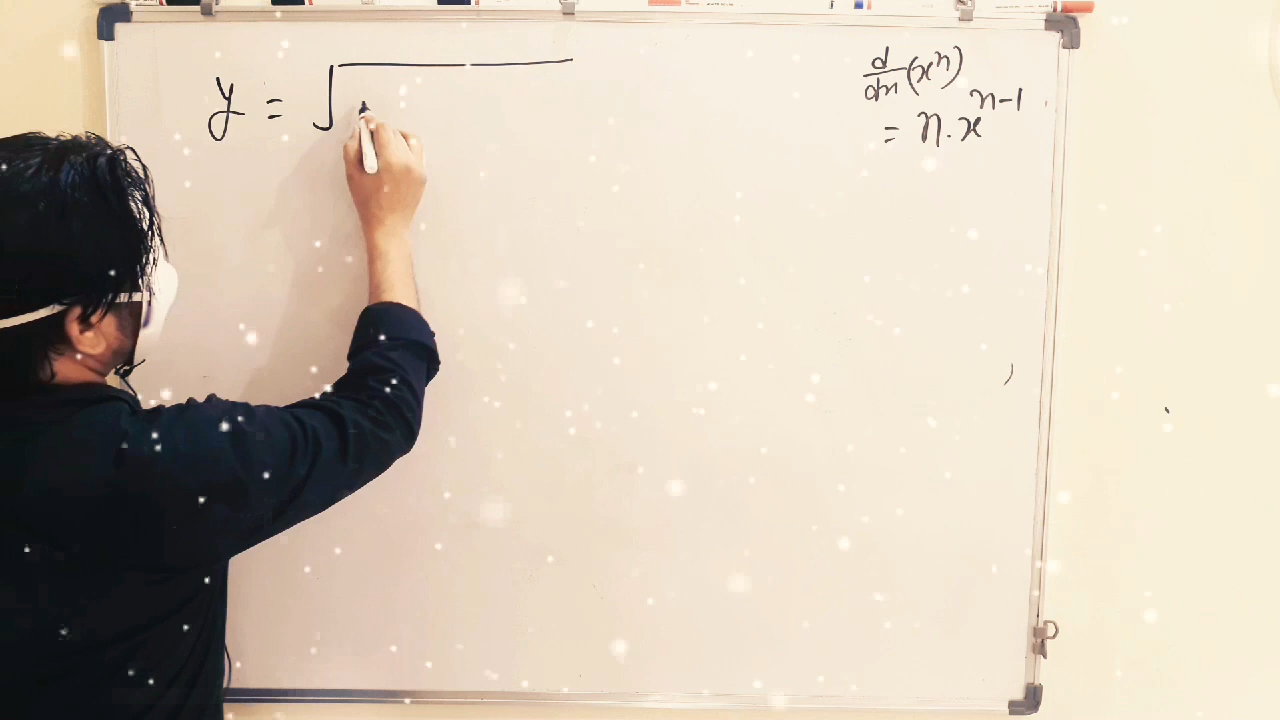 y = √
d/dx (xⁿ)
= n . xⁿ⁻¹